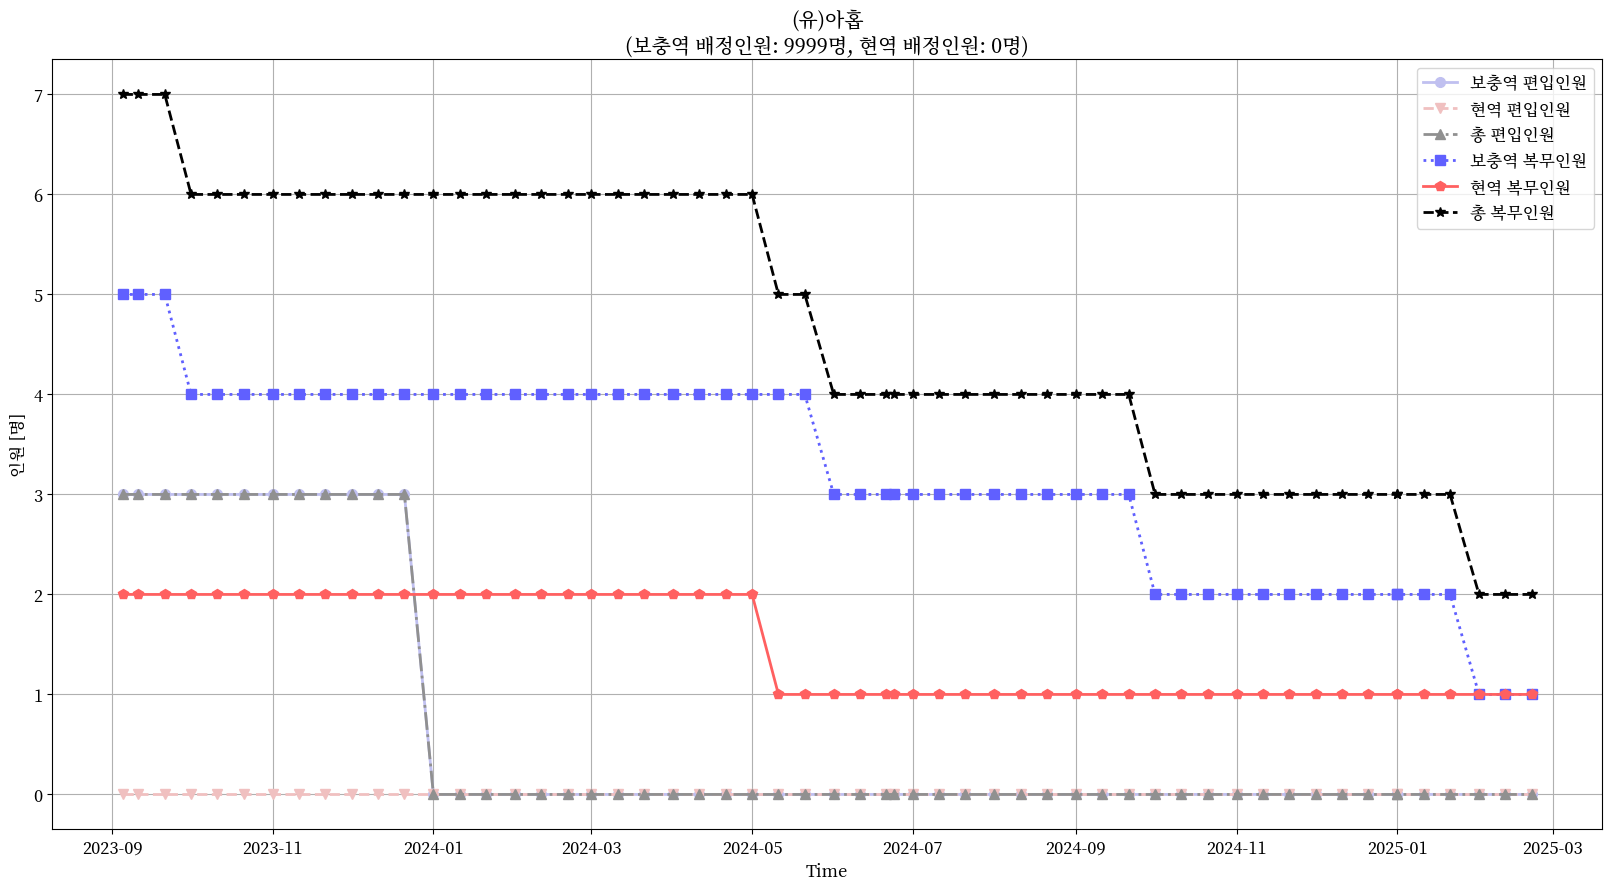 (유)아홉
(보충역 배정인원: 9999명, 현역 배정인원: 0명)
보충역 편입인원
현역 편입인원
총 편입인원
보충역 복무인원
현역 복무인원
총 복무인원
인원 [명]
7
6
5
4
3
2
1
0
2023-09 2023-11 2024-01 2024-03 2024-05 2024-07 2024-09 2024-11 2025-01 2025-03
Time